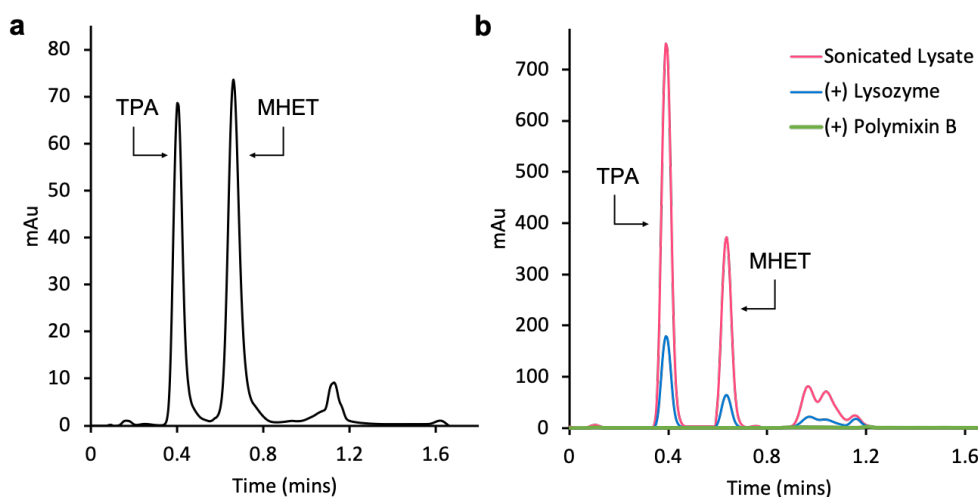 a
80
70
60
50
40
30
20
10
0
mAu
TPA
MHET
0 0.4 0.8 1.2 1.6
Time (mins)
b
700
600
500
400
300
200
100
0
mAu
Sonicated Lysate
(+) Lysozyme
(+) Polymixin B
TPA
MHET
0 0.4 0.8 1.2 1.6
Time (mins)